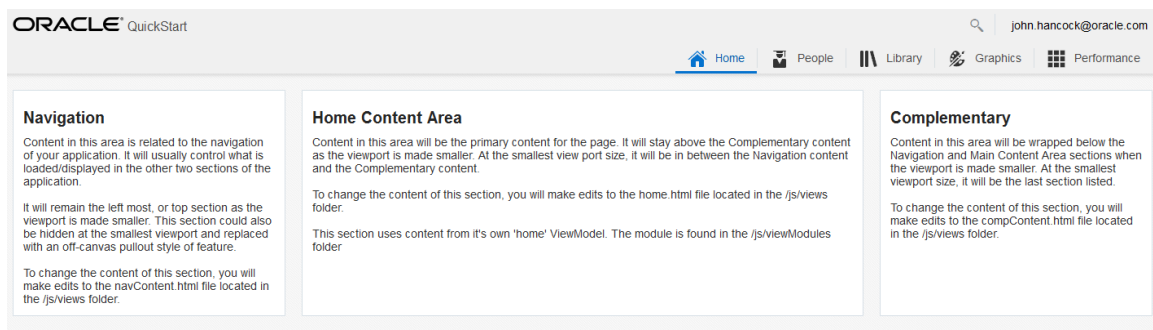 ORACLE® QuickStart
john.hancock@oracle.com
Home
People
Library
Graphics
Performance
Navigation
Content in this area is related to the navigation
of your application. It will usually control what is
loaded/displayed in the other two sections of the
application.
It will remain the left most, or top section as the
viewport is made smaller. This section could also
be hidden at the smallest viewport and replaced
with an off-canvas pullout style of feature.
To change the content of this section, you will
make edits to the navContent.html file located in
the /js/views folder.
Home Content Area
Content in this area will be the primary content for the page. It will stay above the Complementary content
as the viewport is made smaller. At the smallest view port size, it will be in between the Navigation content
and the Complementary content.
To change the content of this section, you will make edits to the home.html file located in the /js/views
folder.
This section uses content from it's own 'home' ViewModel. The module is found in the /js/viewModules
folder
Complementary
Content in this area will be wrapped below the
Navigation and Main Content Area sections when
the viewport is made smaller. At the smallest
viewport size, it will be the last section listed.
To change the content of this section, you will
make edits to the compContent.html file located
in the /js/views folder.